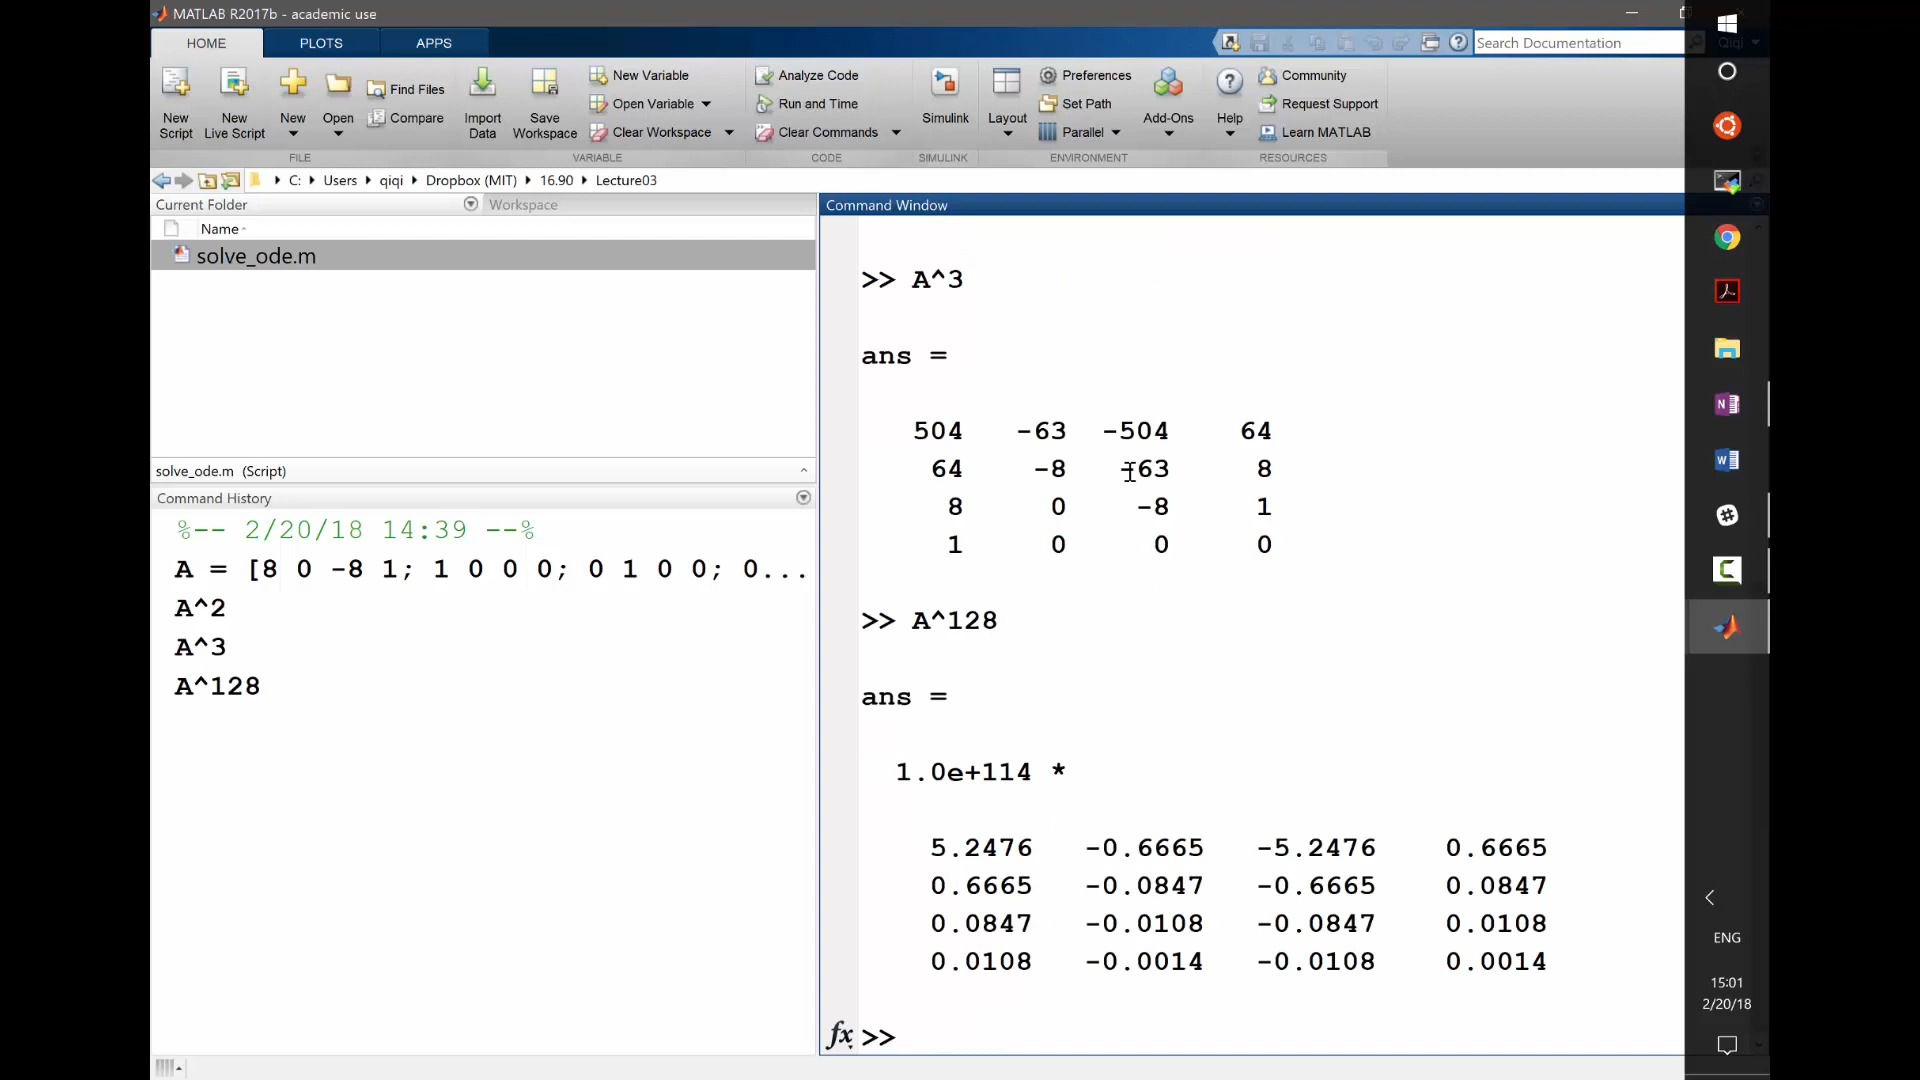 MATLAB R2017b - academic use
HOME PLOTS APPS
Search Documentation
Qiqi
New Script
New Live Script
New
Open
Find Files
Compare
FILE
Import Data
Save Workspace
New Variable
Open Variable
Clear Workspace
VARIABLE
Analyze Code
Run and Time
Clear Commands
CODE
Simulink
SIMULINK
Layout
Preferences
Set Path
Parallel
ENVIRONMENT
Add-Ons
Help
Community
Request Support
Learn MATLAB
RESOURCES
C: Users qiqi Dropbox (MIT) 16.90 Lecture03
Current Folder Workspace
Name
solve_ode.m
solve_ode.m (Script)
Command History
%-- 2/20/18 14:39 --%
A = [8 0 -8 1; 1 0 0 0; 0 1 0 0; 0...
A^2
A^3
A^128
Command Window
>> A^3
ans =
504 -63 -504 64
64 -8 -63 8
8 0 -8 1
1 0 0 0
>> A^128
ans =
1.0e+114 *
5.2476 -0.6665 -5.2476 0.6665
0.6665 -0.0847 -0.6665 0.0847
0.0847 -0.0108 -0.0847 0.0108
0.0108 -0.0014 -0.0108 0.0014
fx >>
ENG
15:01
2/20/18